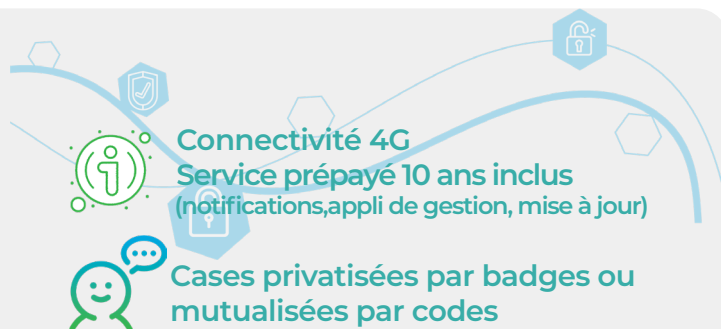 Connectivité 4G
Service prépayé 10 ans inclus
(notifications,appli de gestion, mise à jour)
Cases privatisées par badges ou
mutualisées par codes